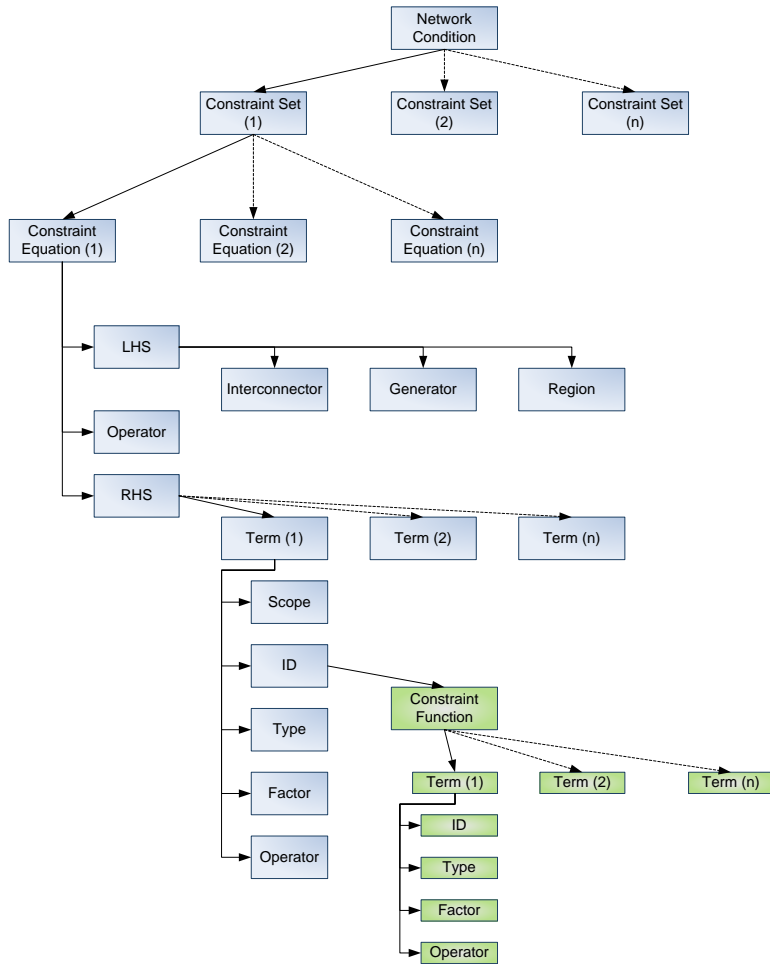 Network
Condition
Constraint Set
(1)
Constraint Set
(2)
Constraint Set
(n)
Constraint
Equation (1)
Constraint
Equation (2)
Constraint
Equation (n)
LHS
Interconnector
Generator
Region
Operator
RHS
Term (1)
Term (2)
Term (n)
Scope
ID
Type
Factor
Operator
Constraint
Function
Term (1)
Term (2)
Term (n)
ID
Type
Factor
Operator